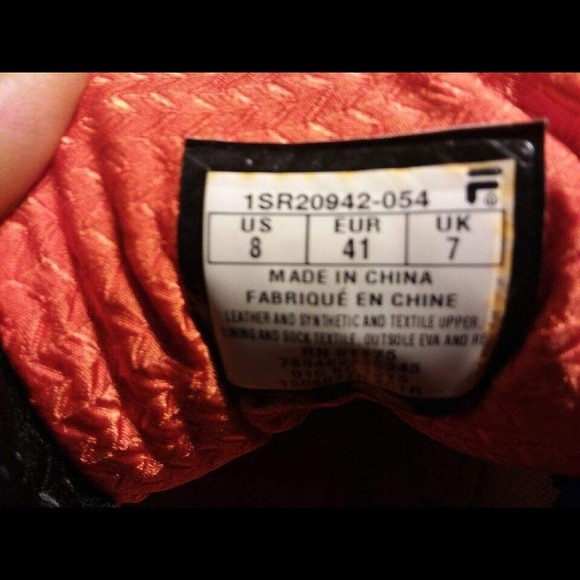 1SR20942-054
US EUR UK
8 41 7
MADE IN CHINA
FABRIQUÉ EN CHINE
LEATHER AND SYNTHETIC AND TEXTILE UPPER,
LINING AND SOCK TEXTILE, OUTSOLE EVA AND